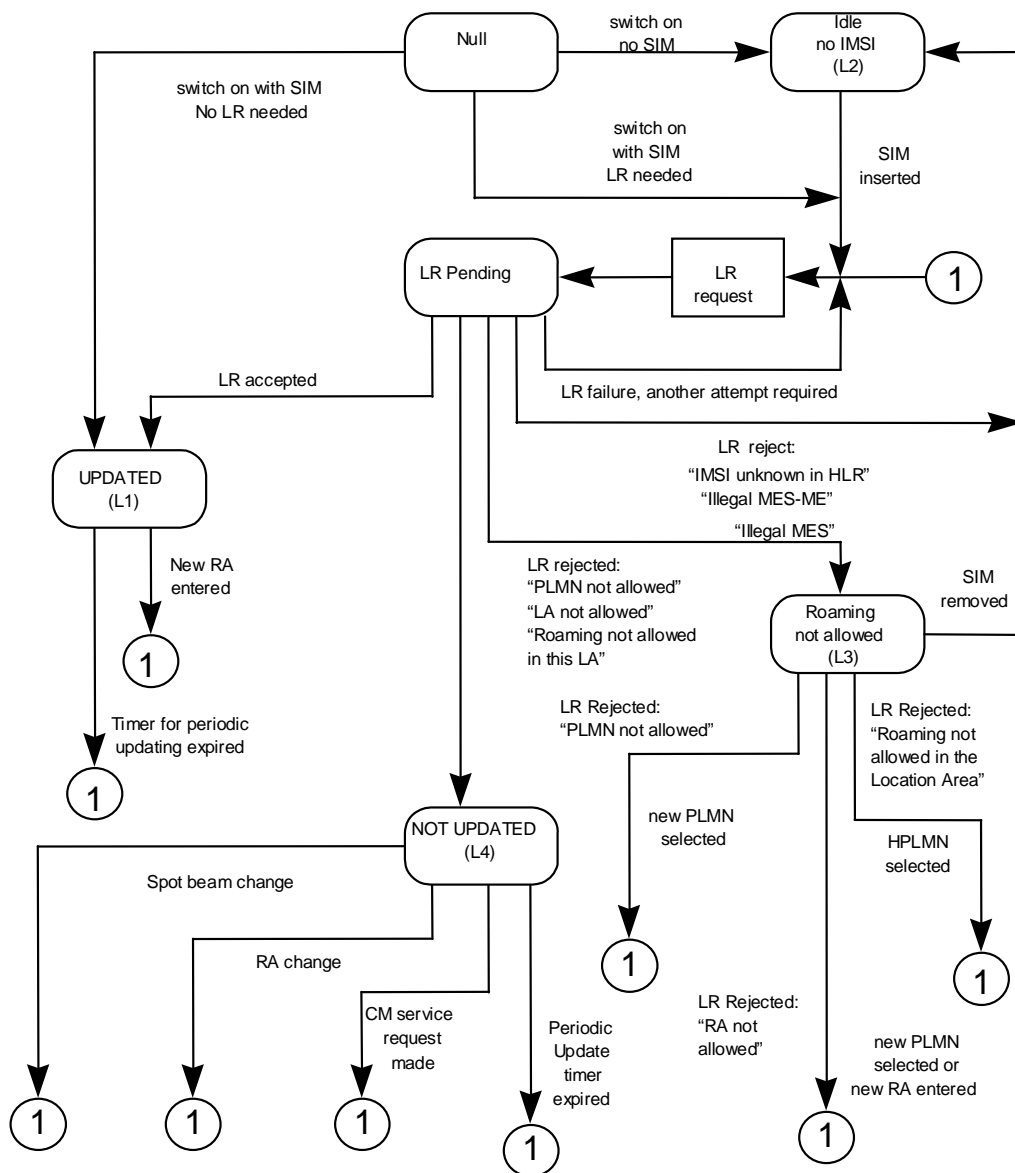 Null
switch on
no SIM
Idle
no IMSI
(L2)
switch on with SIM
No LR needed
switch on
with SIM
LR needed
SIM
inserted
LR Pending
LR
request
1
LR accepted
LR failure, another attempt required
UPDATED
(L1)
LR reject:
“IMSI unknown in HLR”
“Illegal MES-ME”
“Illegal MES”
New RA
entered
1
LR rejected:
“PLMN not allowed”
“LA not allowed”
“Roaming not allowed
in this LA”
Roaming
not allowed
(L3)
SIM
removed
Timer for periodic
updating expired
1
LR Rejected:
“PLMN not allowed”
LR Rejected:
“Roaming not
allowed in the
Location Area”
NOT UPDATED
(L4)
new PLMN
selected
HPLMN
selected
Spot beam change
RA change
1
1
CM service
request
made
Periodic
Update
timer
expired
LR Rejected:
“RA not
allowed”
new PLMN
selected or
new RA entered
1
1
1
1
1